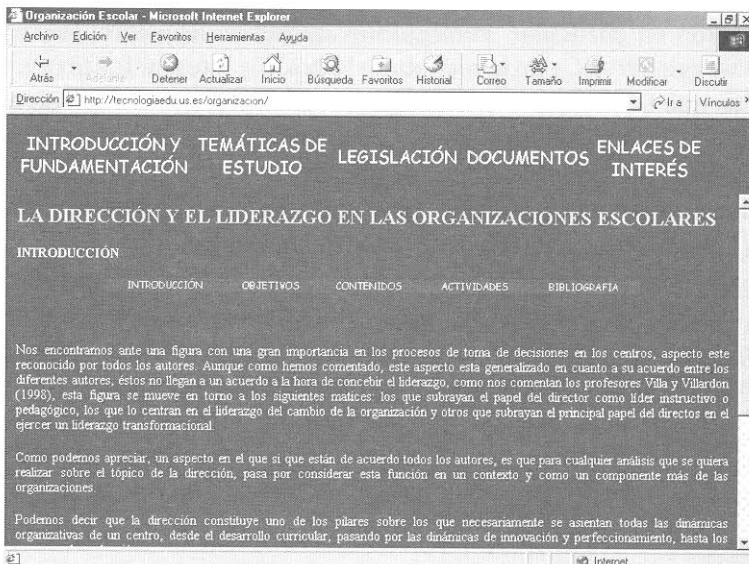 Organización Escolar - Microsoft Internet Explorer
Archivo Edición Ver Favoritos Herramientas Ayuda
Atrás Adelante Detener Actualizar Inicio Búsqueda Favoritos Historial Correo Tamaño Imprimir Modificar Discutir
Dirección http://tecnologiaedu.us.es/organizacion/ Ir a Vínculos
INTRODUCCIÓN Y FUNDAMENTACIÓN TEMÁTICAS DE ESTUDIO LEGISLACIÓN DOCUMENTOS ENLACES DE INTERÉS
LA DIRECCIÓN Y EL LIDERAZGO EN LAS ORGANIZACIONES ESCOLARES
INTRODUCCIÓN
INTRODUCCIÓN OBJETIVOS CONTENIDOS ACTIVIDADES BIBLIOGRAFIA
Nos encontramos ante una figura con una gran importancia en los procesos de toma de decisiones en los centros, aspecto este
reconocido por todos los autores. Aunque como hemos comentado, este aspecto esta generalizado en cuanto a su acuerdo entre los
diferentes autores, éstos no llegan a un acuerdo a la hora de concebir el liderazgo, como nos comentan los profesores Villa y Villardon
(1998), esta figura se mueve en torno a los siguientes matices: los que subrayan el papel del director como líder instructivo o
pedagógico, los que lo centran en el liderazgo del cambio de la organización y otros que subrayan el principal papel del directos en el
ejercer un liderazgo transformacional.
Como podemos apreciar, un aspecto en el que si que están de acuerdo todos los autores, es que para cualquier análisis que se quiera
realizar sobre el tópico de la dirección, pasa por considerar esta función en un contexto y como un componente más de las
organizaciones.
Podemos decir que la dirección constituye uno de los pilares sobre los que necesariamente se asientan todas las dinámicas
organizativas de un centro, desde el desarrollo curricular, pasando por las dinámicas de innovación y perfeccionamiento, hasta los
Internet